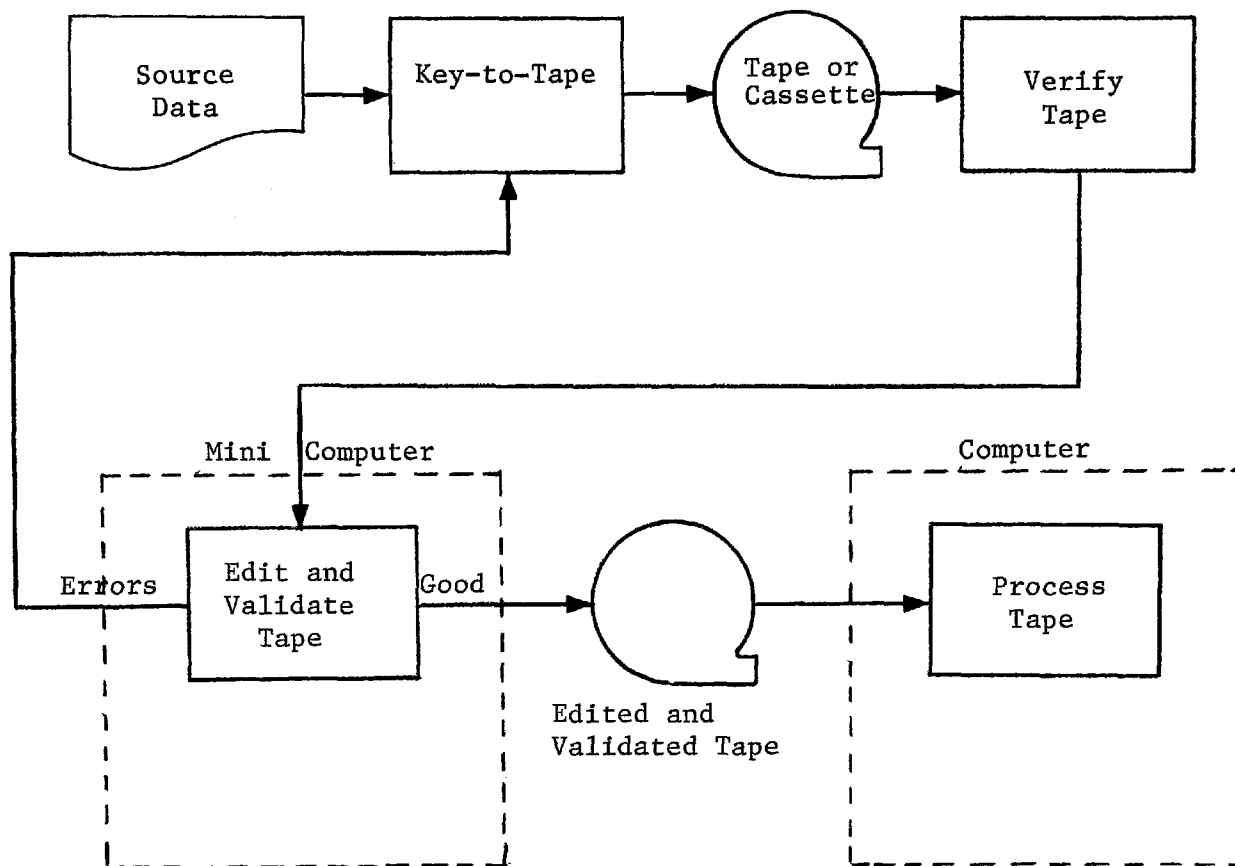 Source
Data
Key-to-Tape
Tape or
Cassette
Verify
Tape
Mini Computer
Computer
Errors
Edit and
Validate
Tape
Good
Process
Tape
Edited and
Validated Tape